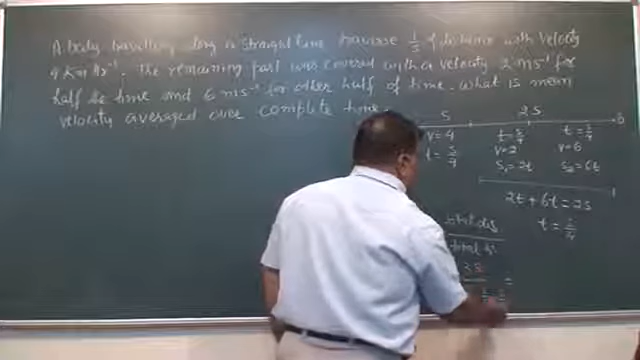 A body travelling along a straight line traverse 1/3 of distance with velocity
4 Km hr⁻¹. The remaining part was covered with a velocity 2 ms⁻¹ for
half the time and 6 ms⁻¹ for other half of time. what is mean
velocity averaged over complete time.
S 2S
B
V=4 t=S/4 t=S/4
t=S/4 V=2 V=6
S₁=2t S₂=6t
2t+6t=2S
t=S/4
total dis
total
3S =